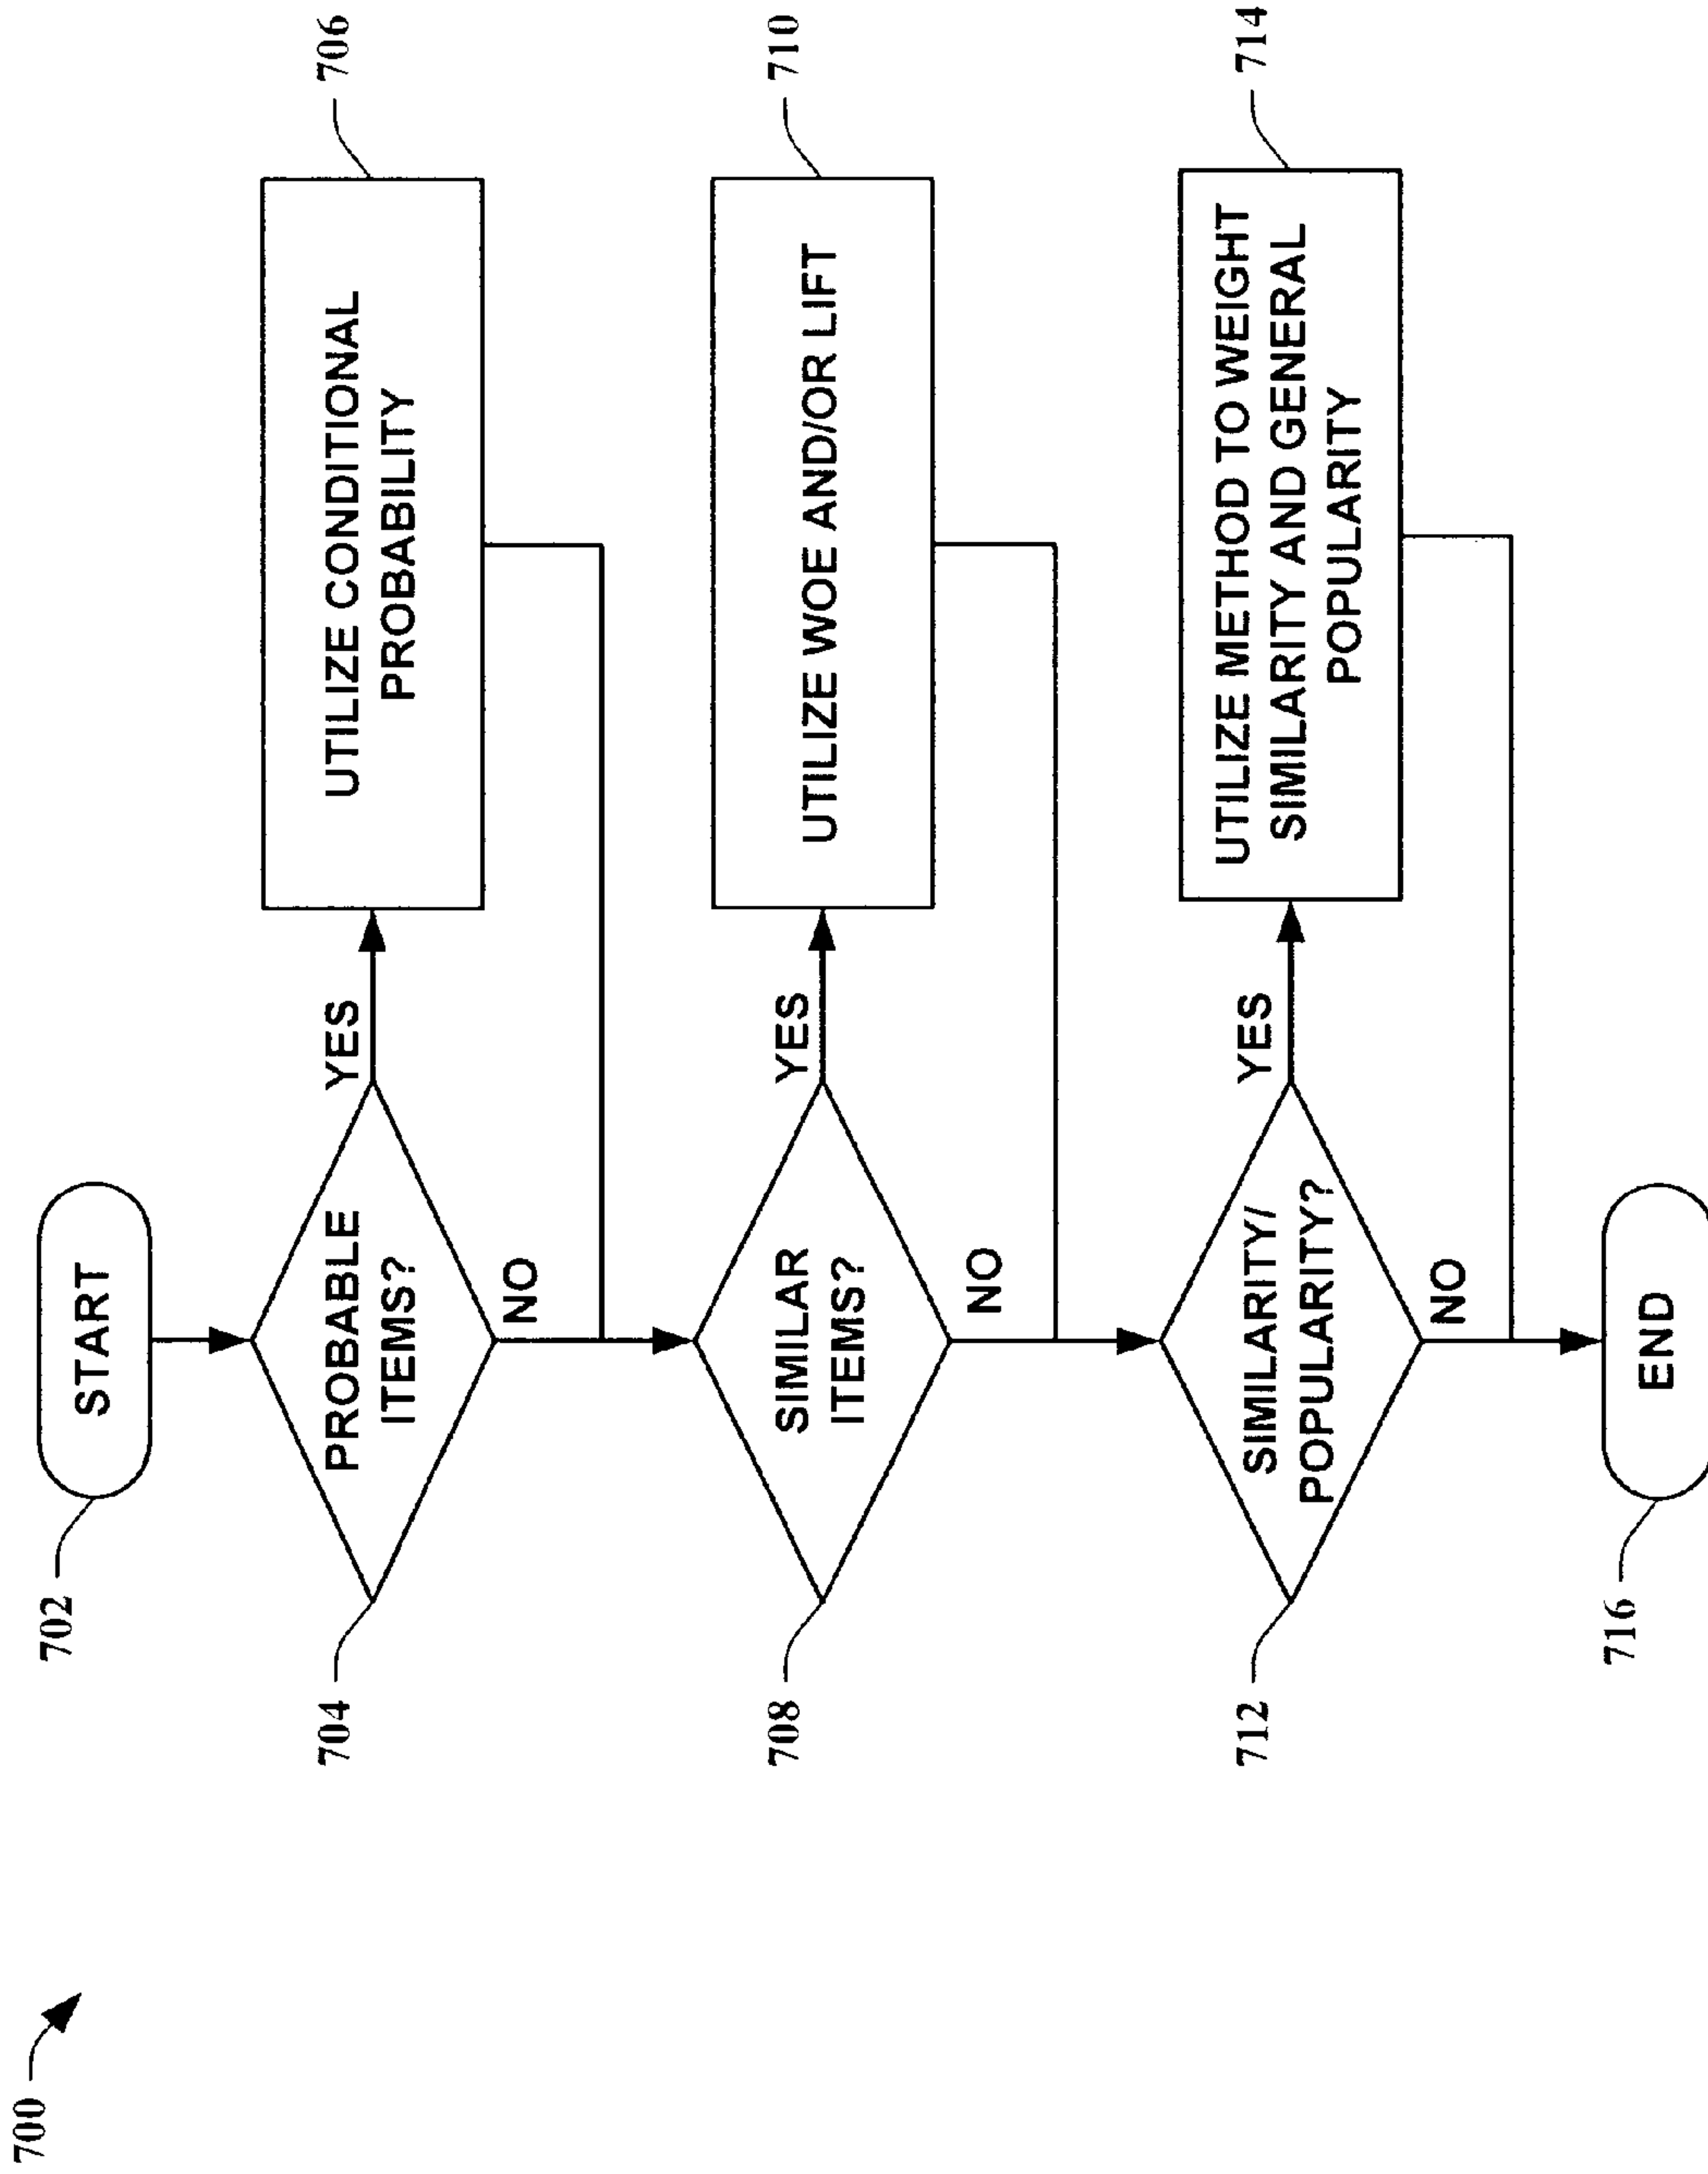 700
702
START
704
PROBABLE
ITEMS?
YES
NO
UTILIZE CONDITIONAL
PROBABILITY
706
708
SIMILAR
ITEMS?
YES
NO
UTILIZE WOE AND/OR LIFT
710
712
SIMILARITY/
POPULARITY?
YES
NO
UTILIZE METHOD TO WEIGHT
SIMILARITY AND GENERAL
POPULARITY
714
716
END